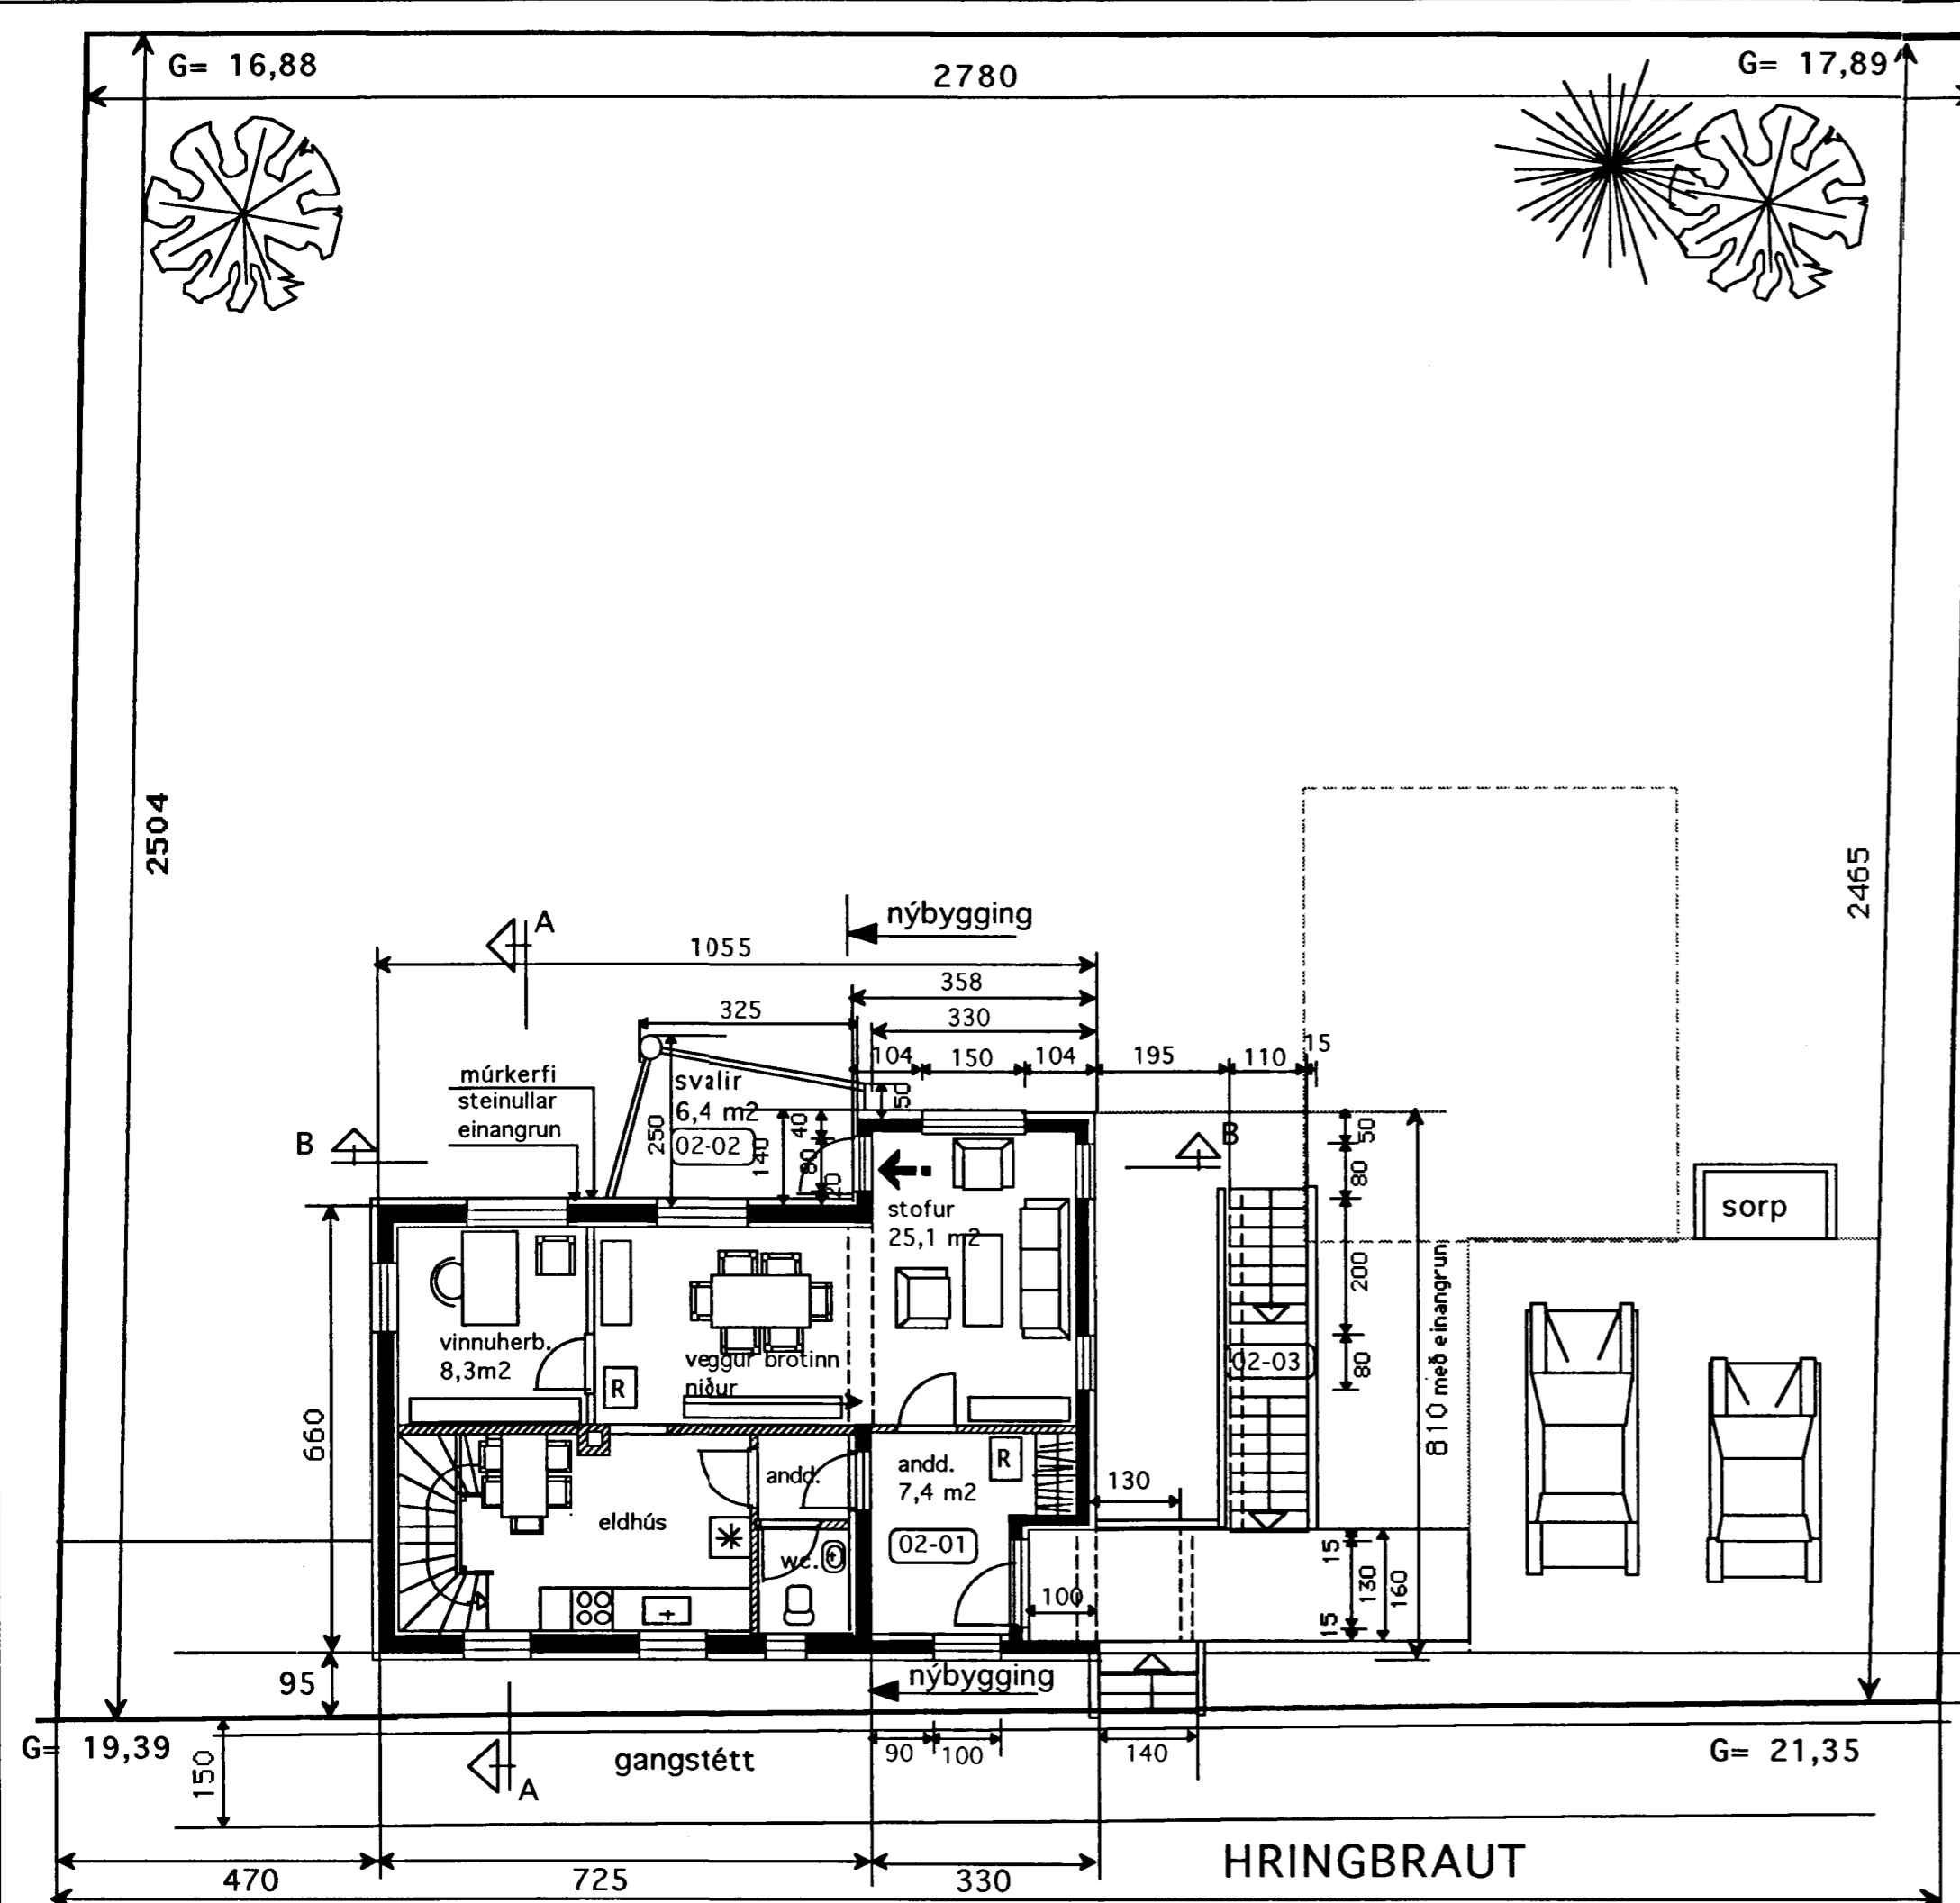 G= 16,88
2780
G= 17,89
2504
2465
nýbygging
A
1055
358
330
325
104
150
104
195
110
15
múrkerfi
steinullar
einangrun
svalir
6,4 m2
02-02
250
140
40
80
20
50
B
B
50
80
200
80
stofur
25,1 m2
sorp
vinnuherb.
8,3m2
R
veggur brotinn
niður
02-03
810 með einangrun
660
andd.
andd.
7,4 m2
R
130
eldhús
wc.
02-01
100
15
130
15
160
95
nýbygging
G= 19,39
150
gangstétt
A
90
100
140
G= 21,35
HRINGBRAUT
470
725
330